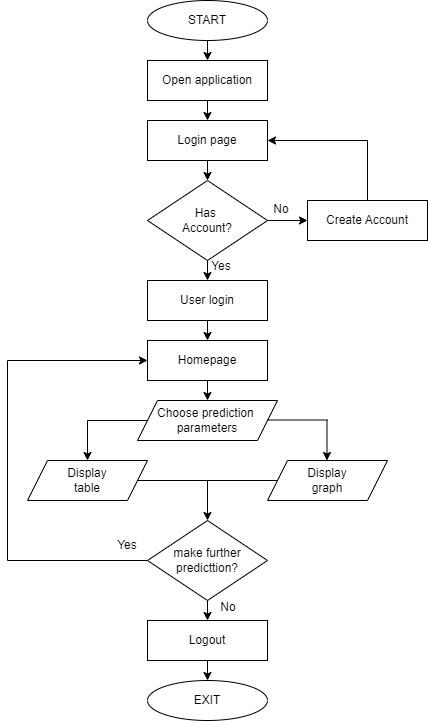 START
Open application
Login page
Has
Account?
No
Create Account
Yes
User login
Homepage
Choose prediction
parameters
Display
table
Display
graph
Yes
make further
predicttion?
No
Logout
EXIT